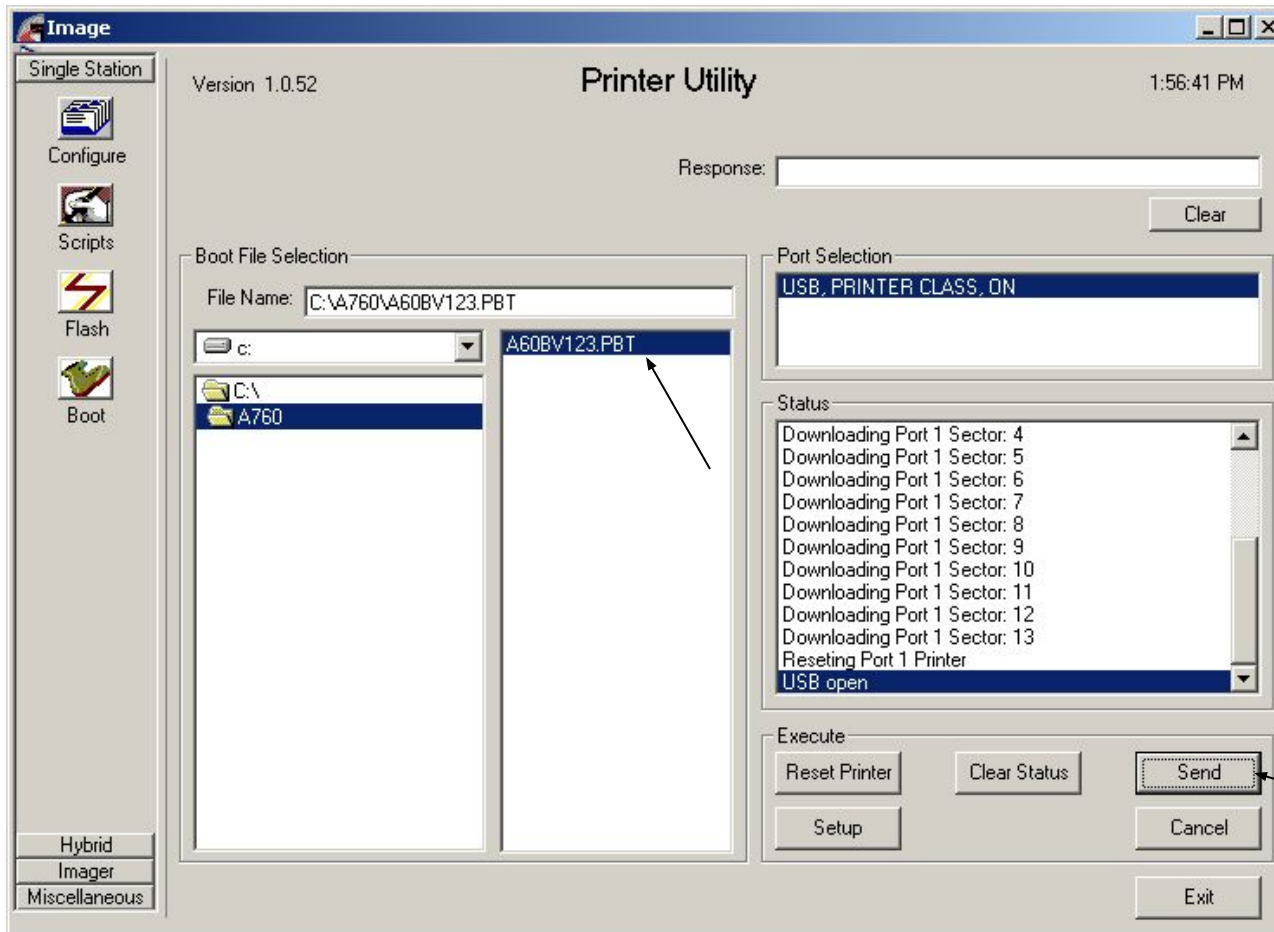 Image
Single Station
Configure
Scripts
Flash
Boot
Hybrid
Imager
Miscellaneous
Version 1.0.52
Printer Utility
1:56:41 PM
Response:
Clear
Boot File Selection
File Name: C:\A760\A60BV123.PBT
c:
C:\
A760
A60BV123.PBT
Port Selection
USB, PRINTER CLASS, ON
Status
Downloading Port 1 Sector: 4
Downloading Port 1 Sector: 5
Downloading Port 1 Sector: 6
Downloading Port 1 Sector: 7
Downloading Port 1 Sector: 8
Downloading Port 1 Sector: 9
Downloading Port 1 Sector: 10
Downloading Port 1 Sector: 11
Downloading Port 1 Sector: 12
Downloading Port 1 Sector: 13
Reseting Port 1 Printer
USB open
Execute
Reset Printer
Clear Status
Send
Setup
Cancel
Exit